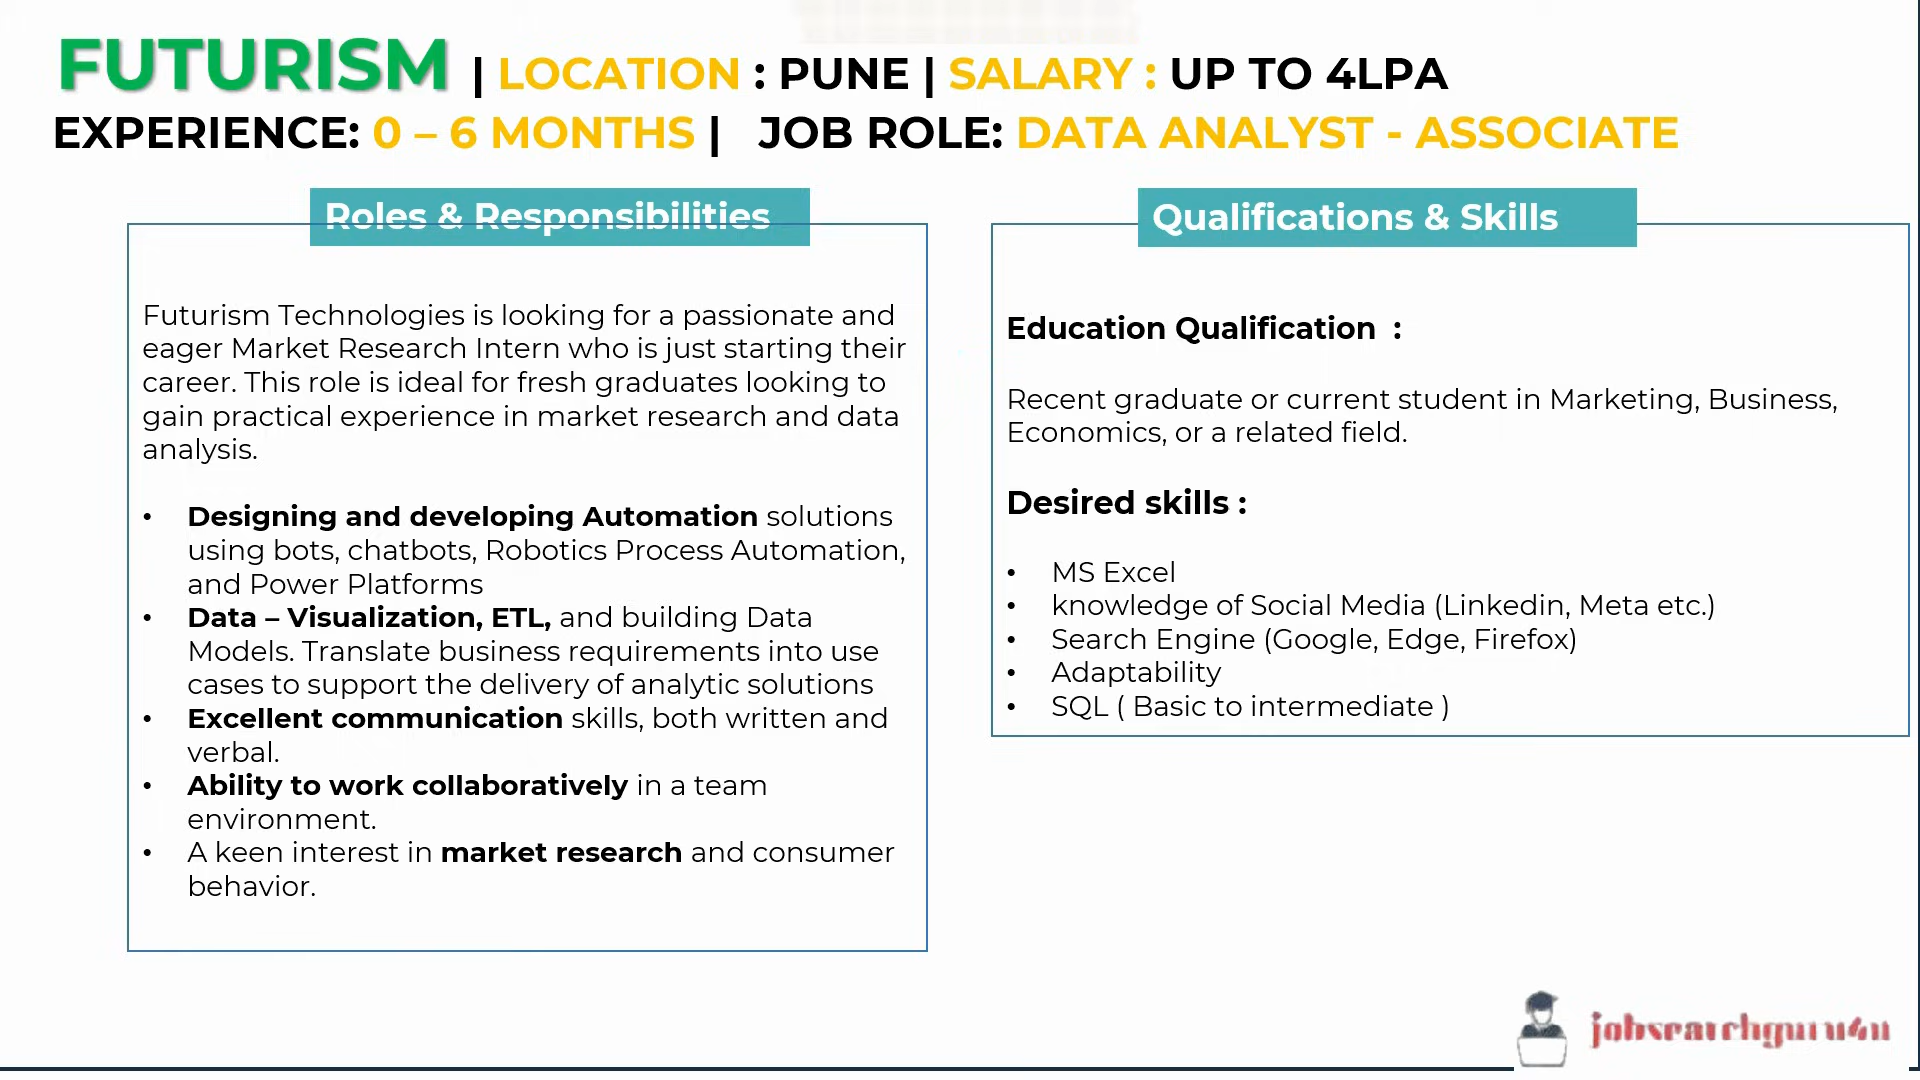 FUTURISM | LOCATION : PUNE | SALARY : UP TO 4LPA
EXPERIENCE: 0 – 6 MONTHS | JOB ROLE: DATA ANALYST - ASSOCIATE
Roles & Responsibilities
Futurism Technologies is looking for a passionate and
eager Market Research Intern who is just starting their
career. This role is ideal for fresh graduates looking to
gain practical experience in market research and data
analysis.
• Designing and developing Automation solutions
using bots, chatbots, Robotics Process Automation,
and Power Platforms
• Data – Visualization, ETL, and building Data
Models. Translate business requirements into use
cases to support the delivery of analytic solutions
• Excellent communication skills, both written and
verbal.
• Ability to work collaboratively in a team
environment.
• A keen interest in market research and consumer
behavior.
Qualifications & Skills
Education Qualification :
Recent graduate or current student in Marketing, Business,
Economics, or a related field.
Desired skills :
• MS Excel
• knowledge of Social Media (Linkedin, Meta etc.)
• Search Engine (Google, Edge, Firefox)
• Adaptability
• SQL ( Basic to intermediate )
jobsearchguru4u